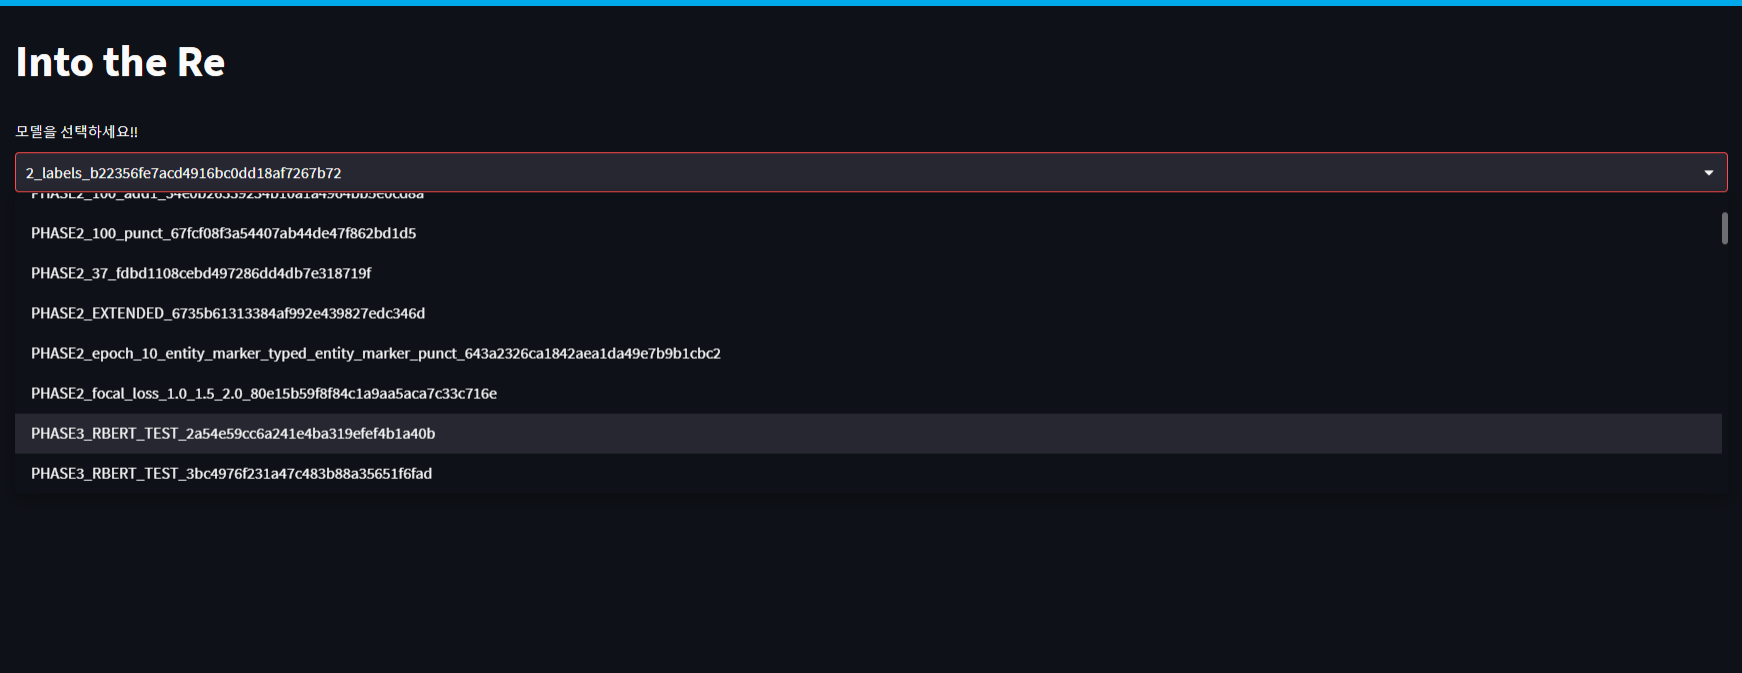 Into the Re
모델을 선택하세요!!
2_labels_b22356fe7acd4916bc0dd18af7267b72
PHASE2_100_punct_67fcf08f3a54407ab44de47f862bd1d5
PHASE2_37_fdbd1108cebd497286dd4db7e318719f
PHASE2_EXTENDED_6735b61313384af992e439827edc346d
PHASE2_epoch_10_entity_marker_typed_entity_marker_punct_643a2326ca1842aea1da49e7b9b1cbc2
PHASE2_focal_loss_1.0_1.5_2.0_80e15b59f8f84c1a9aa5aca7c33c716e
PHASE3_RBERT_TEST_2a54e59cc6a241e4ba319efef4b1a40b
PHASE3_RBERT_TEST_3bc4976f231a47c483b88a35651f6fad